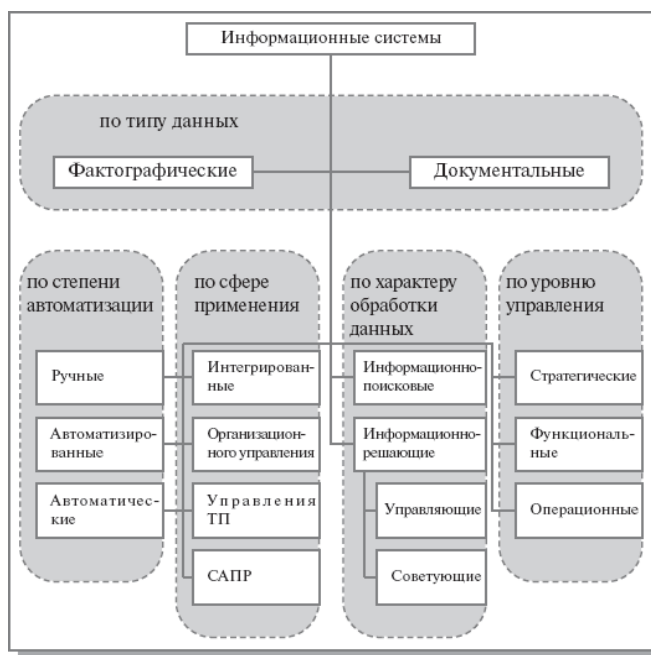 Информационные системы
по типу данных
Фактографические
Документальные
по степени
автоматизации
Ручные
Автоматизиро-
ванные
Автоматичес-
кие
по сфере
применения
Интегрирован-
ные
Организацион-
ного управления
Управления
ТП
САПР
по характеру
обработки
данных
Информационно-
поисковые
Информационно-
решающие
Управляющие
Советующие
по уровню
управления
Стратегические
Функциональ-
ные
Операционные